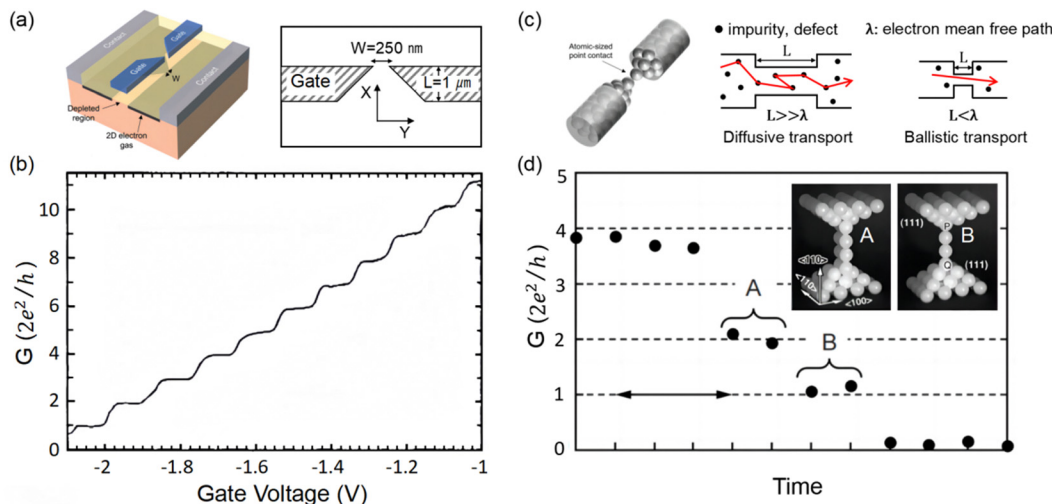 (a)
Contact
Gate
Gate
W
Contact
Depleted
region
2D electron
gas
W=250 nm
Gate
L=1 μm
X
Y
(b)
G (2e²/h)
10
8
6
4
2
0
-2
-1.8
-1.6
-1.4
-1.2
-1
Gate Voltage (V)
(c)
Atomic-sized
point contact
impurity, defect
λ: electron mean free path
L
L
L>>λ
L<λ
Diffusive transport
Ballistic transport
(d)
G (2e²/h)
5
4
3
2
1
0
A
B
A
<110>
<110>
<100>
(111)
P
B
Q
(111)
Time